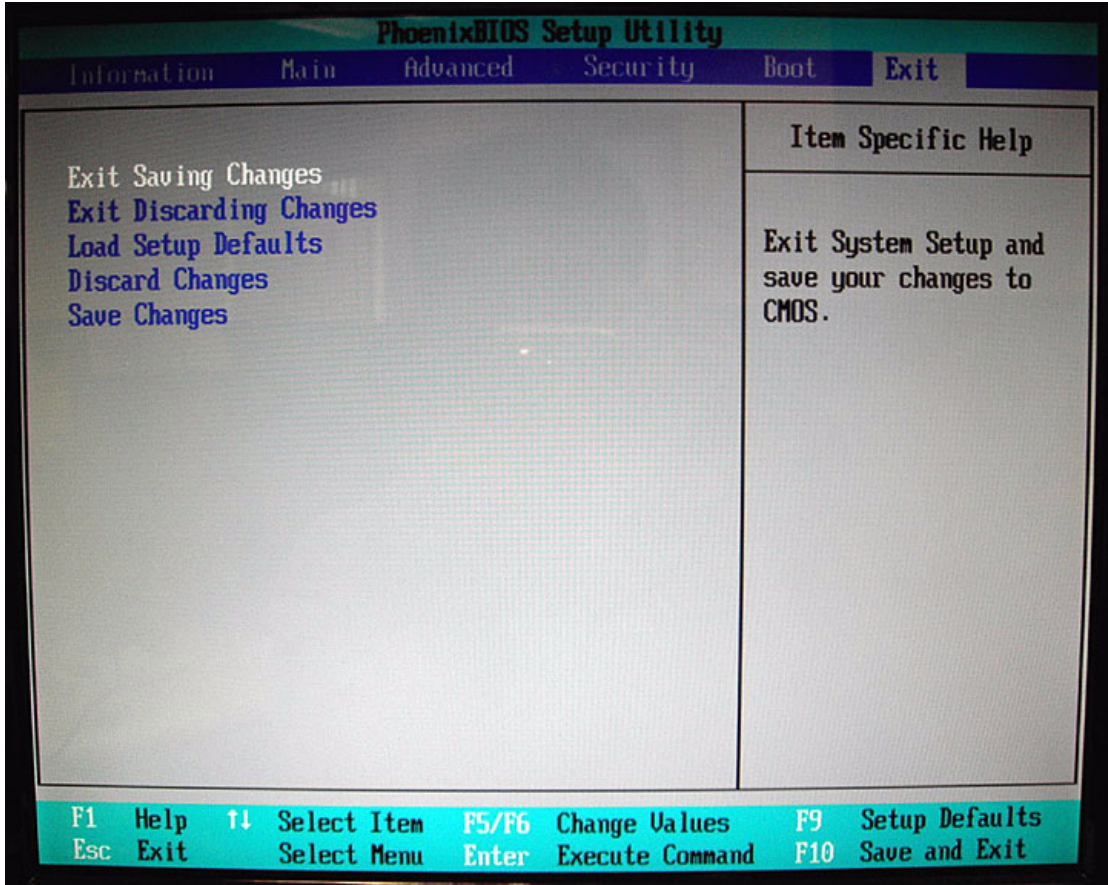 PhoenixBIOS Setup Utility
Information Main Advanced Security Boot Exit
Exit Saving Changes
Exit Discarding Changes
Load Setup Defaults
Discard Changes
Save Changes
Item Specific Help
Exit System Setup and
save your changes to
CMOS.
F1 Help ↑↓ Select Item F5/F6 Change Values F9 Setup Defaults
Esc Exit Select Menu Enter Execute Command F10 Save and Exit